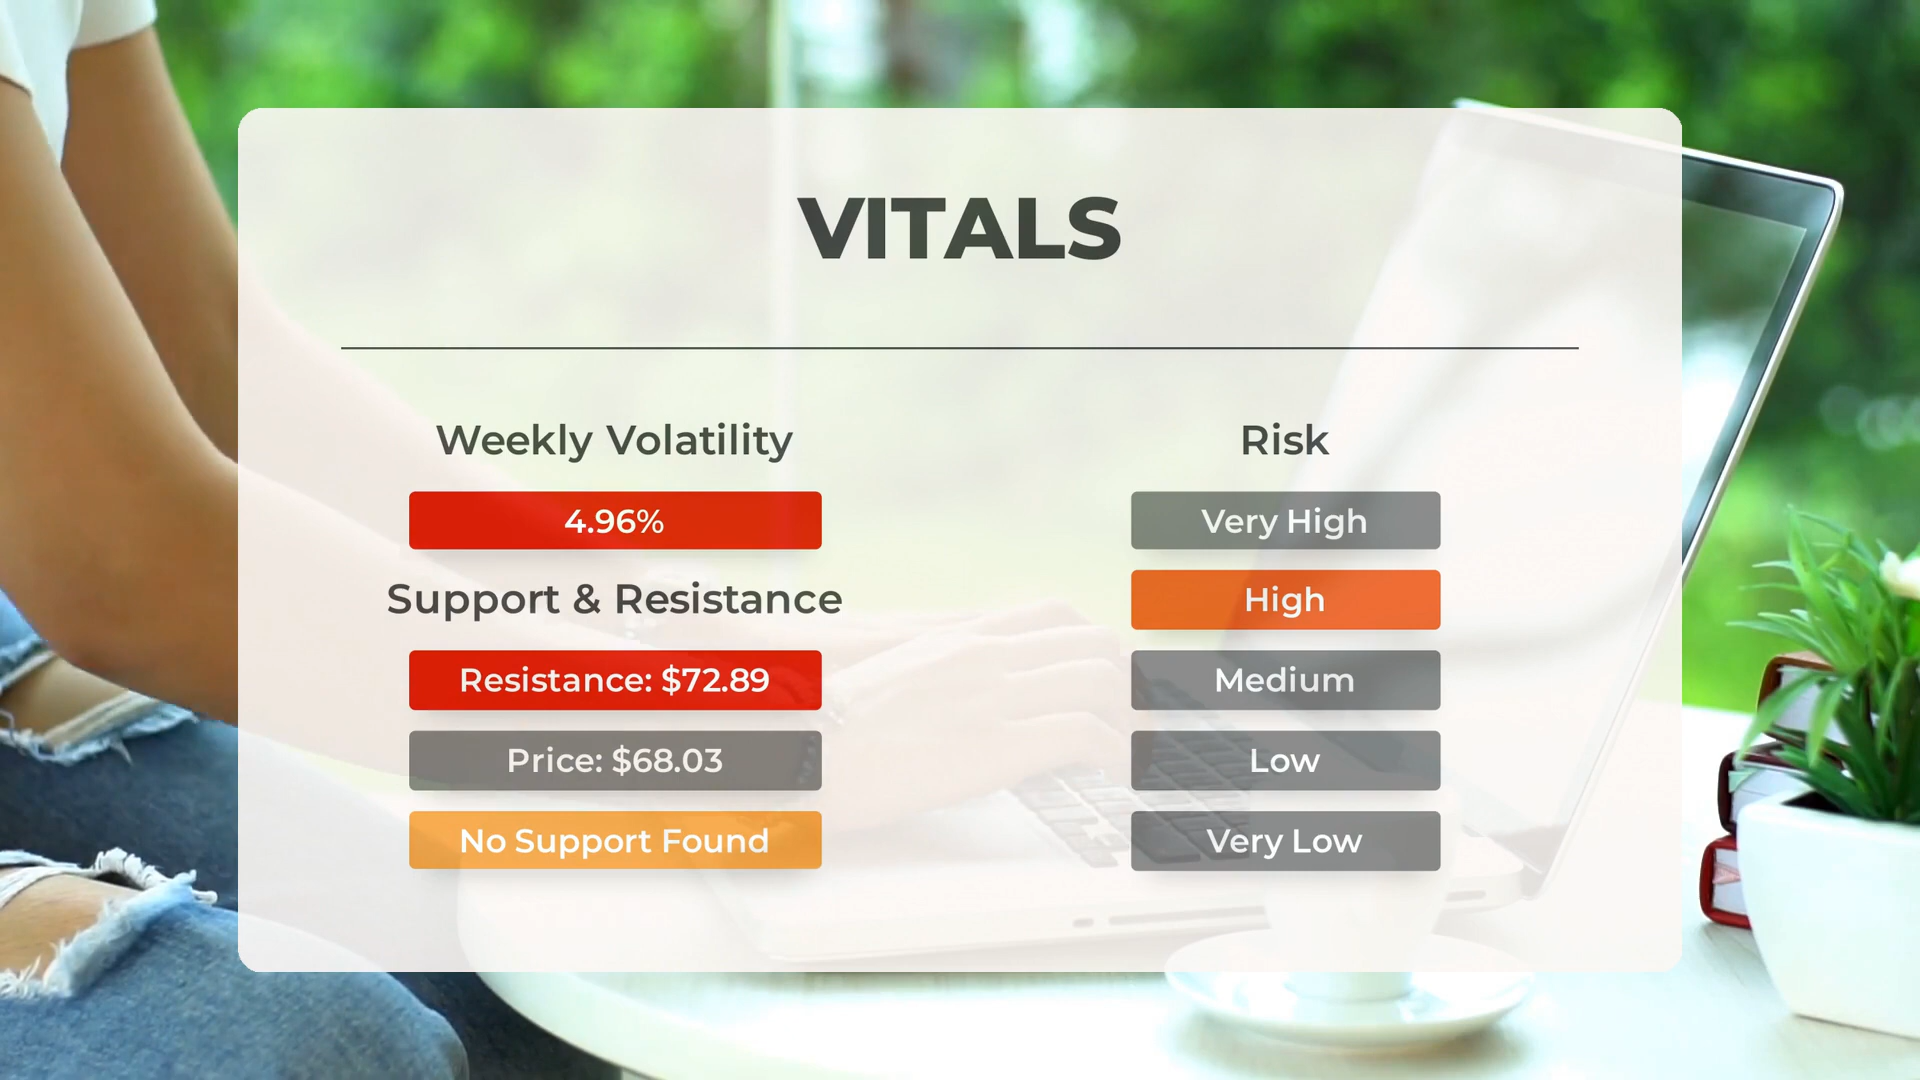 VITALS
Weekly Volatility
4.96%
Support & Resistance
Resistance: $72.89
Price: $68.03
No Support Found
Risk
Very High
High
Medium
Low
Very Low